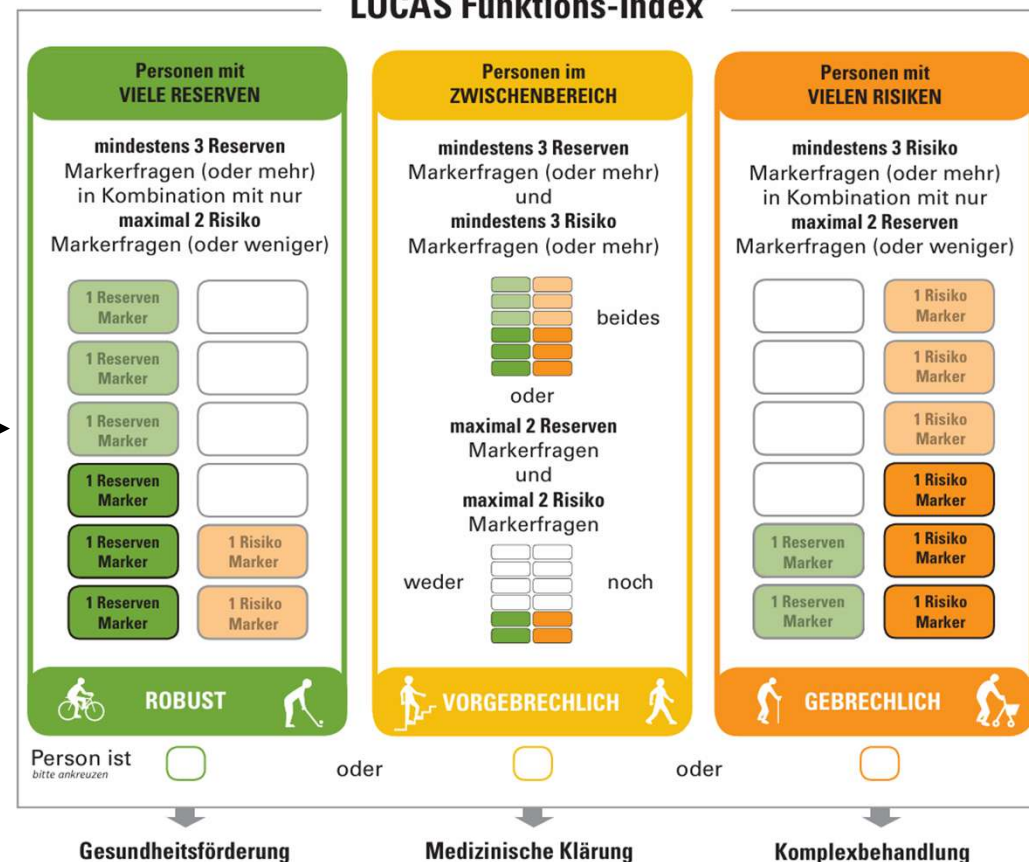 LUCAS Funktions-Index
Personen mit
VIELE RESERVEN
mindestens 3 Reserven
Markerfragen (oder mehr)
in Kombination mit nur
maximal 2 Risiko
Markerfragen (oder weniger)
1 Reserven
Marker
1 Reserven
Marker
1 Reserven
Marker
1 Reserven
Marker
1 Reserven
Marker
1 Risiko
Marker
1 Reserven
Marker
1 Risiko
Marker
ROBUST
Personen im
ZWISCHENBEREICH
mindestens 3 Reserven
Markerfragen (oder mehr)
und
mindestens 3 Risiko
Markerfragen (oder mehr)
beides
oder
maximal 2 Reserven
Markerfragen
und
maximal 2 Risiko
Markerfragen
weder
noch
VORGEBRECHLICH
Personen mit
VIELEN RISIKEN
mindestens 3 Risiko
Markerfragen (oder mehr)
in Kombination mit nur
maximal 2 Reserven
Markerfragen (oder weniger)
1 Risiko
Marker
1 Risiko
Marker
1 Risiko
Marker
1 Risiko
Marker
1 Reserven
Marker
1 Risiko
Marker
1 Reserven
Marker
1 Risiko
Marker
GEBRECHLICH
Person ist
bitte ankreuzen
oder
oder
Gesundheitsförderung
Medizinische Klärung
Komplexbehandlung